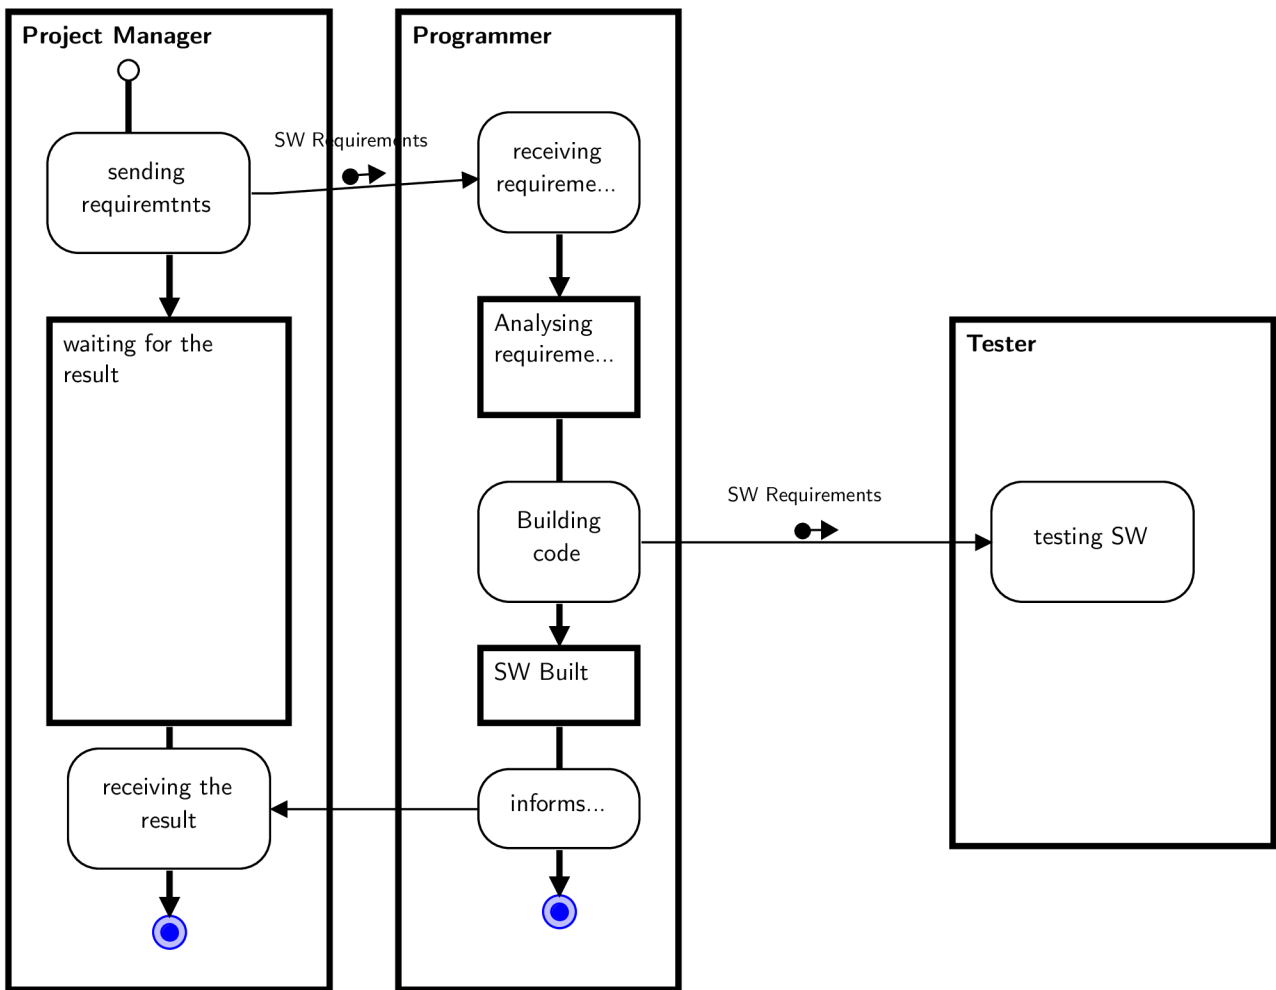 Project Manager
Programmer
SW Requirements
sending
requiremtnts
receiving
requireme...
waiting for the
result
Analysing
requireme...
Tester
SW Requirements
Building
code
testing SW
SW Built
receiving the
result
informs...